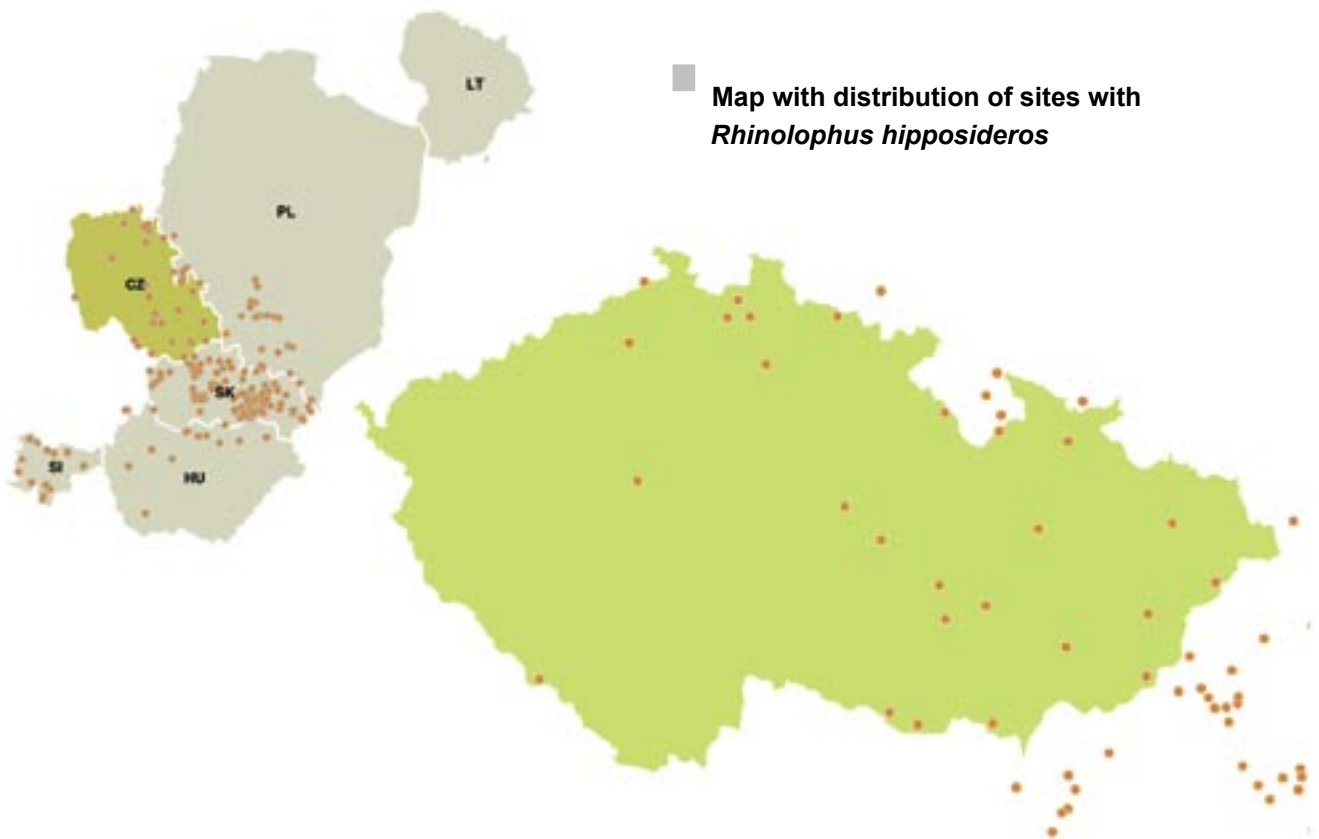 LT
Map with distribution of sites with
Rhinolophus hipposideros
PL
CZ
SK
SI
HU